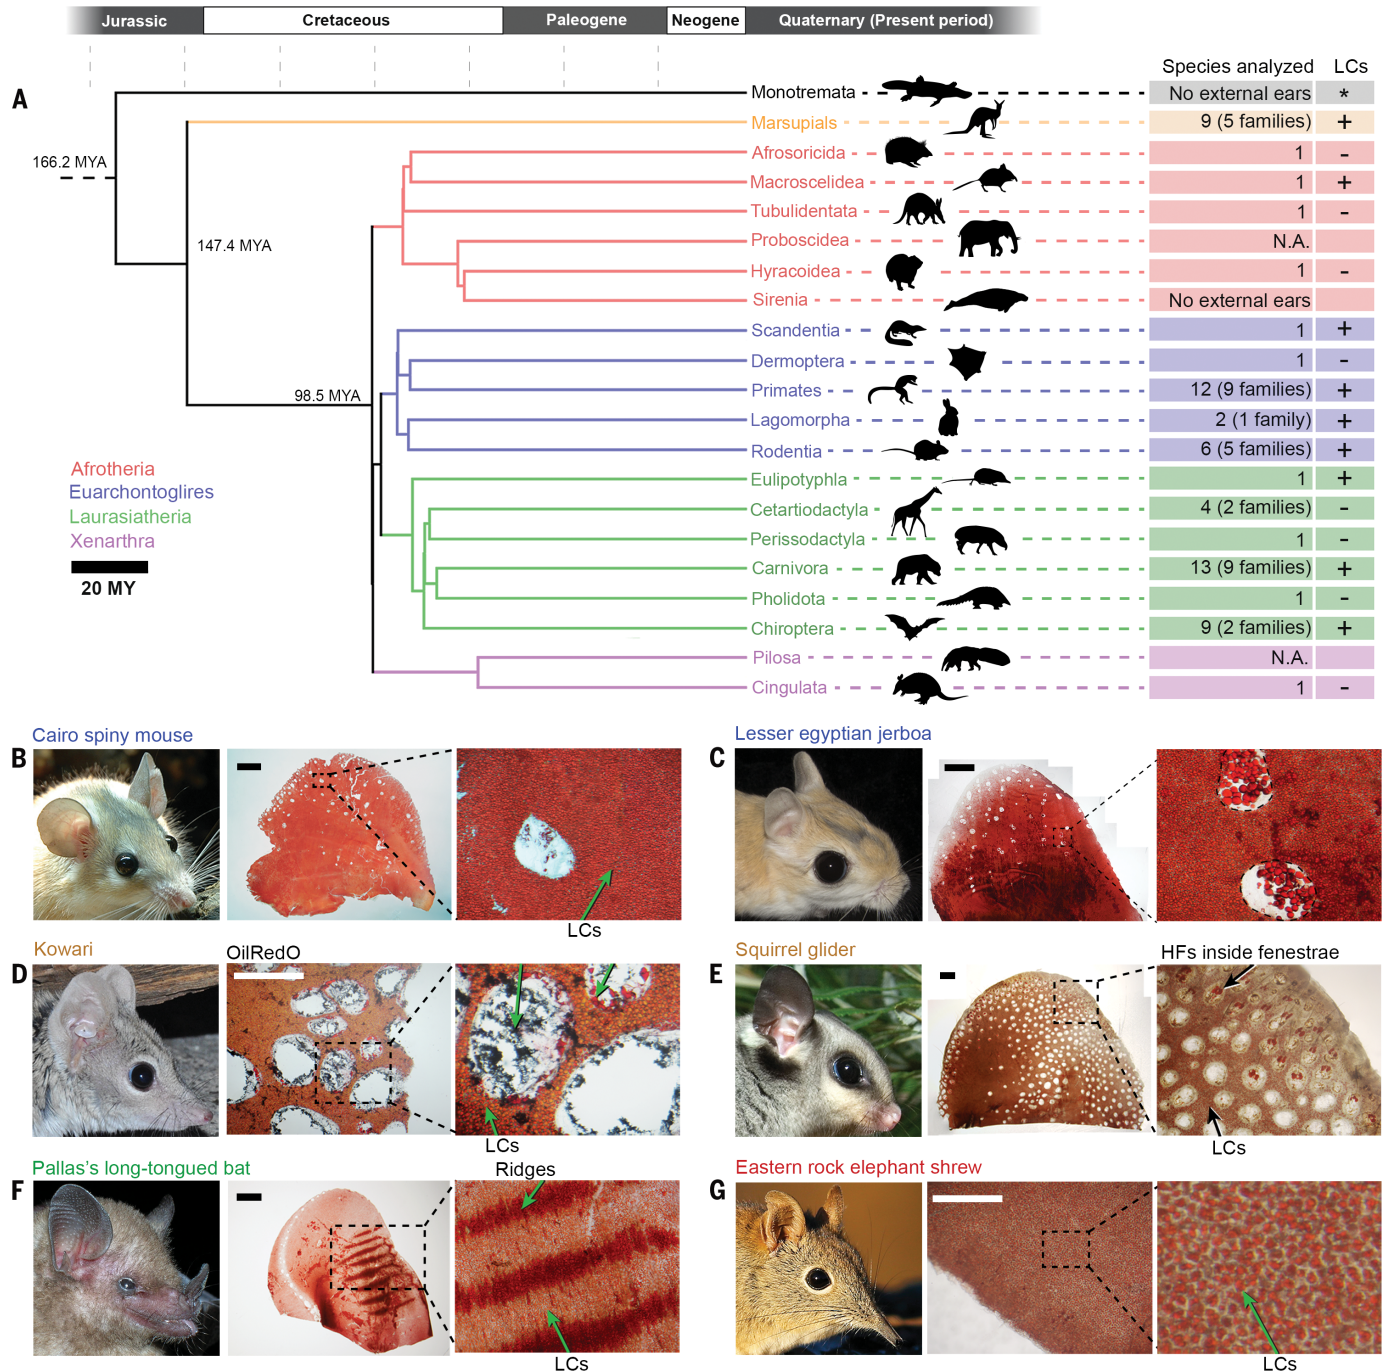 Jurassic Cretaceous Paleogene Neogene Quaternary (Present period)
Species analyzed LCs
A
Monotremata No external ears *
Marsupials 9 (5 families) +
166.2 MYA
Afrosoricida 1 -
Macroscelidea 1 +
Tubulidentata 1 -
147.4 MYA
Proboscidea N.A.
Hyracoidea 1 -
Sirenia No external ears
Scandentia 1 +
Dermoptera 1 -
98.5 MYA
Primates 12 (9 families) +
Lagomorpha 2 (1 family) +
Rodentia 6 (5 families) +
Afrotheria
Euarchontoglires
Laurasiatheria
Xenarthra
20 MY
Eulipotyphla 1 +
Cetartiodactyla 4 (2 families) -
Perissodactyla 1 -
Carnivora 13 (9 families) +
Pholidota 1 -
Chiroptera 9 (2 families) +
Pilosa N.A.
Cingulata 1 -
Cairo spiny mouse
B
LCs
Lesser egyptian jerboa
C
Kowari
OilRedO
D
LCs
Squirrel glider
HFs inside fenestrae
E
LCs
Pallas's long-tongued bat
Ridges
F
LCs
Eastern rock elephant shrew
G
LCs